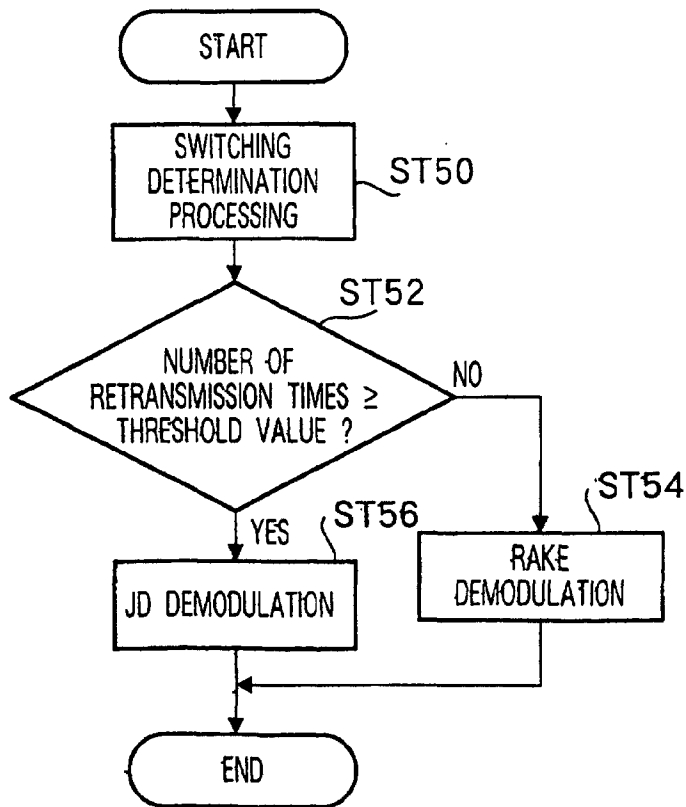 START
SWITCHING
DETERMINATION
PROCESSING
ST50
ST52
NUMBER OF
RETRANSMISSION TIMES ≥
THRESHOLD VALUE ?
NO
YES
ST56
ST54
JD DEMODULATION
RAKE
DEMODULATION
END